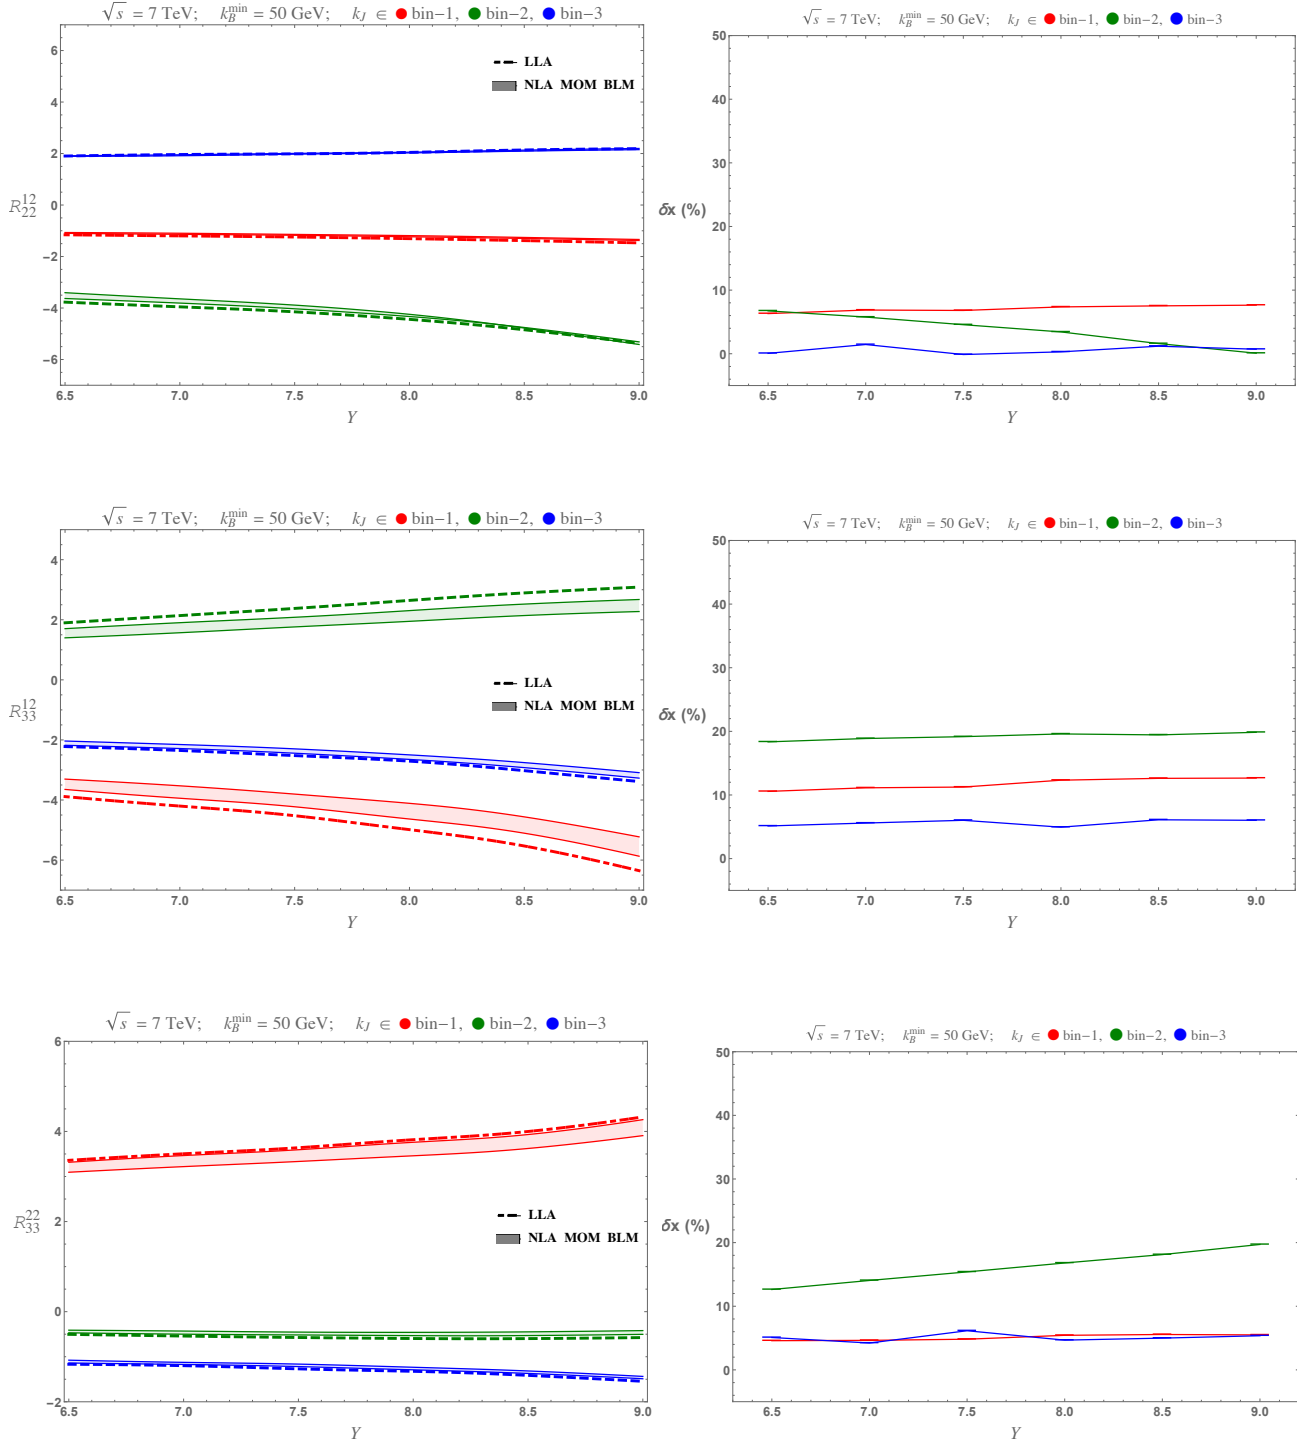 √s = 7 TeV; k_B^min = 50 GeV; k_J ∈ bin−1, bin−2, bin−3
6
4
2
0
−2
−4
−6
R_22^12
LLA
NLA MOM BLM
6.5 7.0 7.5 8.0 8.5 9.0
Y
√s = 7 TeV; k_B^min = 50 GeV; k_J ∈ bin−1, bin−2, bin−3
50
40
30
20
10
0
δx (%)
6.5 7.0 7.5 8.0 8.5 9.0
Y
√s = 7 TeV; k_B^min = 50 GeV; k_J ∈ bin−1, bin−2, bin−3
4
2
0
−2
−4
−6
R_33^12
LLA
NLA MOM BLM
6.5 7.0 7.5 8.0 8.5 9.0
Y
√s = 7 TeV; k_B^min = 50 GeV; k_J ∈ bin−1, bin−2, bin−3
50
40
30
20
10
0
δx (%)
6.5 7.0 7.5 8.0 8.5 9.0
Y
√s = 7 TeV; k_B^min = 50 GeV; k_J ∈ bin−1, bin−2, bin−3
6
4
2
0
−2
R_33^22
LLA
NLA MOM BLM
6.5 7.0 7.5 8.0 8.5 9.0
Y
√s = 7 TeV; k_B^min = 50 GeV; k_J ∈ bin−1, bin−2, bin−3
50
40
30
20
10
0
δx (%)
6.5 7.0 7.5 8.0 8.5 9.0
Y